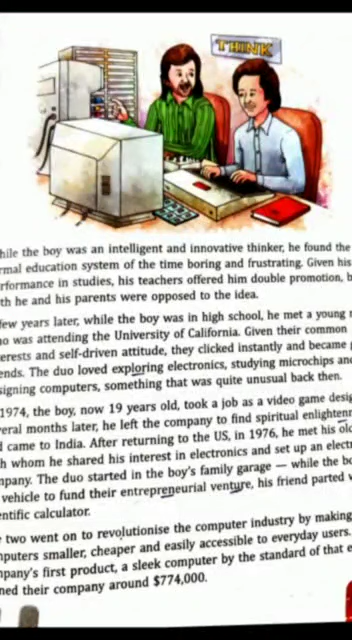 THINK
hile the boy was an intelligent and innovative thinker, he found the
rmal education system of the time boring and frustrating. Given his
rformance in studies, his teachers offered him double promotion, b
th he and his parents were opposed to the idea.
few years later, while the boy was in high school, he met a young
o was attending the University of California. Given their common
erests and self-driven attitude, they clicked instantly and became
ends. The duo loved exploring electronics, studying microchips and
signing computers, something that was quite unusual back then.
1974, the boy, now 19 years old, took a job as a video game desig
veral months later, he left the company to find spiritual enlighten
d came to India. After returning to the US, in 1976, he met his old
h whom he shared his interest in electronics and set up an electr
mpany. The duo started in the boy's family garage — while the bo
vehicle to fund their entrepreneurial venture, his friend parted w
entific calculator.
two went on to revolutionise the computer industry by making
mputers smaller, cheaper and easily accessible to everyday users.
mpany's first product, a sleek computer by the standard of that e
ned their company around $774,000.